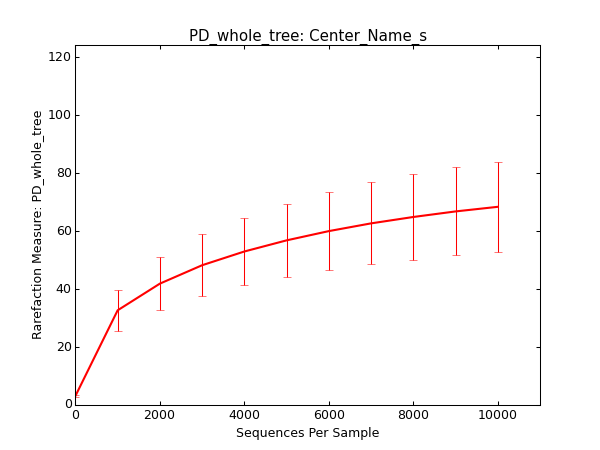 PD_whole_tree: Center_Name_s
120
100
80
60
40
20
0
Rarefaction Measure: PD_whole_tree
0 2000 4000 6000 8000 10000
Sequences Per Sample